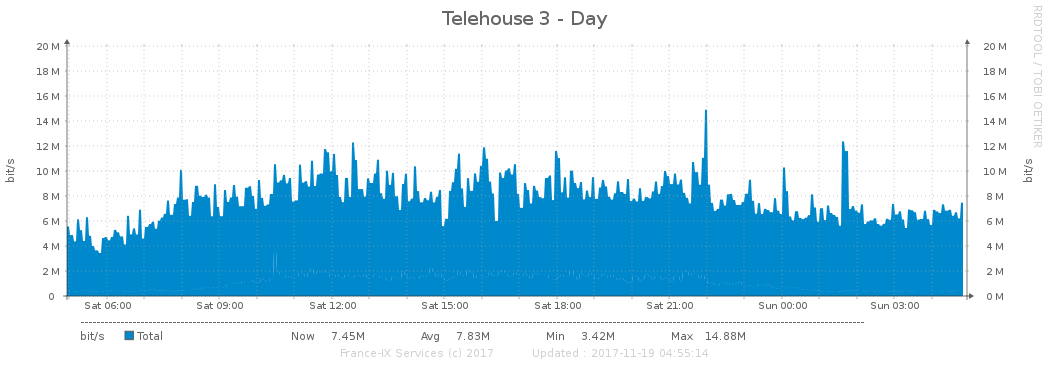 Telehouse 3 - Day
RRDTOOL / TOBI OETIKER
20 M 20 M
18 M 18 M
16 M 16 M
14 M 14 M
12 M 12 M
10 M 10 M
8 M 8 M
6 M 6 M
4 M 4 M
2 M 2 M
0 0 M
bit/s bit/s
Sat 06:00 Sat 09:00 Sat 12:00 Sat 15:00 Sat 18:00 Sat 21:00 Sun 00:00 Sun 03:00
bit/s Total Now 7.45M Avg 7.83M Min 3.42M Max 14.88M
France-IX Services (c) 2017 Updated : 2017-11-19 04:55:14